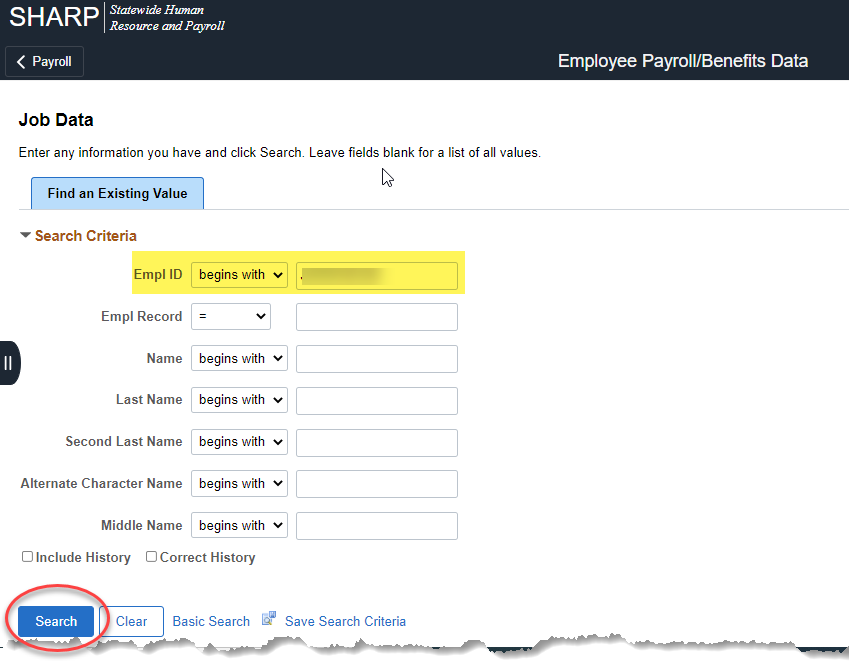 SHARP Statewide Human
Resource and Payroll
Payroll
Employee Payroll/Benefits Data
Job Data
Enter any information you have and click Search. Leave fields blank for a list of all values.
Find an Existing Value
Search Criteria
Empl ID begins with
Empl Record =
Name begins with
Last Name begins with
Second Last Name begins with
Alternate Character Name begins with
Middle Name begins with
Include History Correct History
Search Clear Basic Search Save Search Criteria